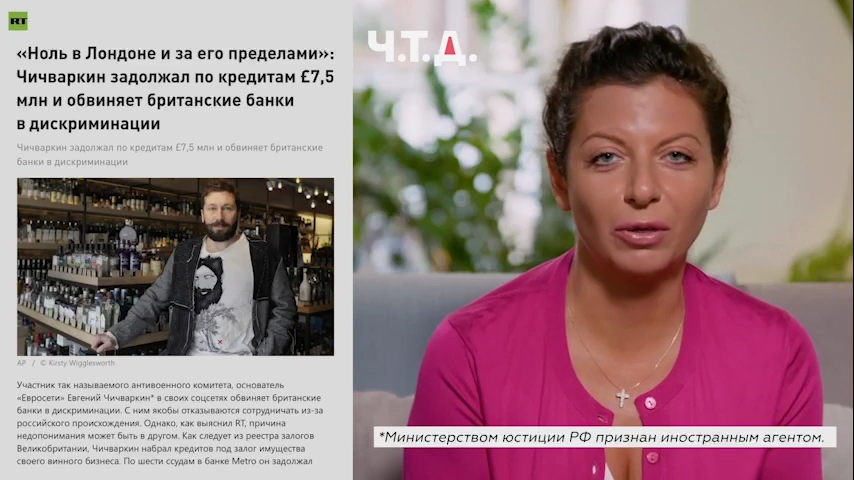 RT
«Ноль в Лондоне и за его пределами»:
Чичваркин задолжал по кредитам £7,5
млн и обвиняет британские банки
в дискриминации
Чичваркин задолжал по кредитам £7,5 млн и обвиняет британские
банки в дискриминации
AP / © Kirsty Wigglesworth
Участник так называемого антивоенного комитета, основатель
«Евросети» Евгений Чичваркин* в своих соцсетях обвиняет британские
банки в дискриминации. С ним якобы отказываются сотрудничать из-за
российского происхождения. Однако, как выяснил RT, причина
недопонимания может быть в другом. Как следует из реестра залогов
Великобритании, Чичваркин набрал кредитов под залог имущества
своего винного бизнеса. По шести ссудам в банке Metro он задолжал
Ч.Т.Д.
*Министерством юстиции РФ признан иностранным агентом.